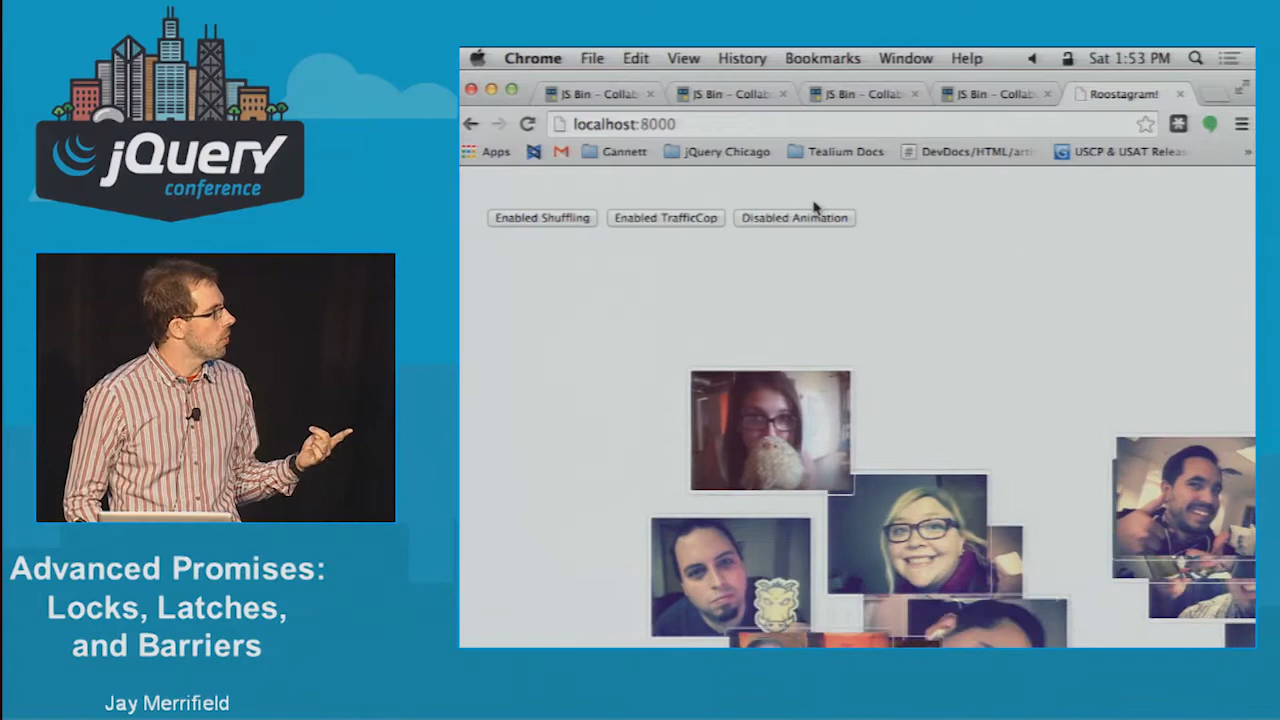 jQuery
conference
Advanced Promises:
Locks, Latches,
and Barriers
Jay Merrifield
Chrome File Edit View History Bookmarks Window Help Sat 1:53 PM
JS Bin - Collab JS Bin - Collab JS Bin - Collab JS Bin - Collab Roostagram!
localhost:8000
Apps Gannett jQuery Chicago Tealium Docs DevDocs/HTML/arti USCP & USAT Releas
Enabled Shuffling Enabled TrafficCop Disabled Animation